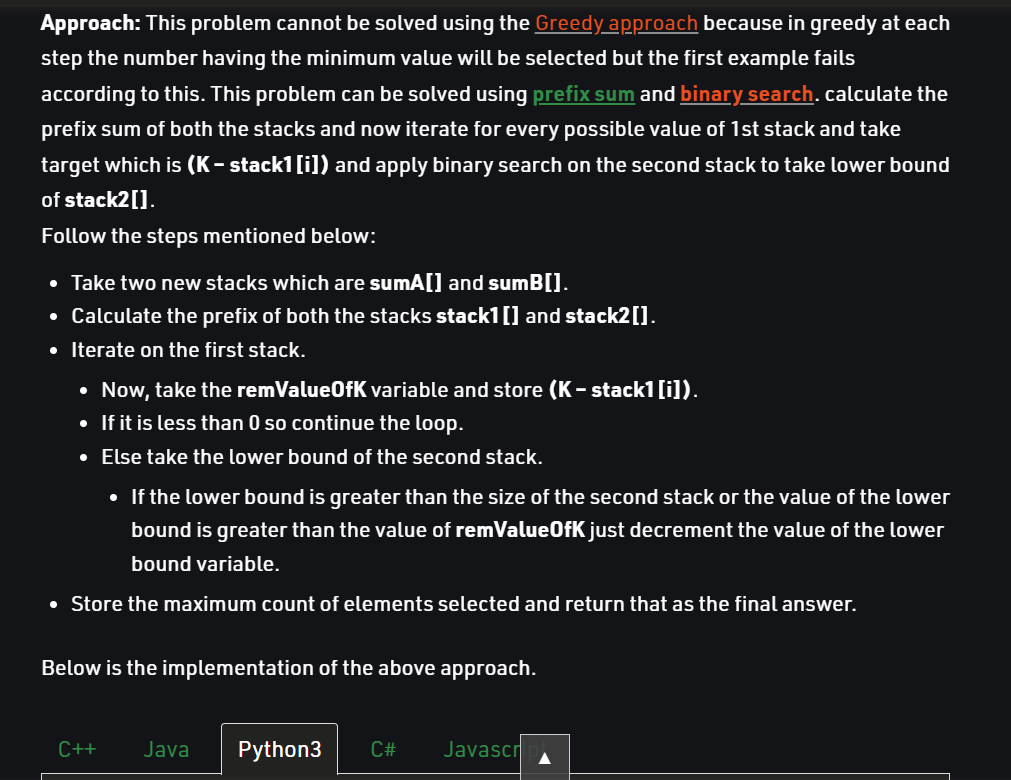 Approach: This problem cannot be solved using the Greedy approach because in greedy at each
step the number having the minimum value will be selected but the first example fails
according to this. This problem can be solved using prefix sum and binary search. calculate the
prefix sum of both the stacks and now iterate for every possible value of 1st stack and take
target which is (K – stack1[i]) and apply binary search on the second stack to take lower bound
of stack2[].
Follow the steps mentioned below:
• Take two new stacks which are sumA[] and sumB[].
• Calculate the prefix of both the stacks stack1[] and stack2[].
• Iterate on the first stack.
• Now, take the remValueOfK variable and store (K – stack1[i]).
• If it is less than 0 so continue the loop.
• Else take the lower bound of the second stack.
• If the lower bound is greater than the size of the second stack or the value of the lower
bound is greater than the value of remValueOfK just decrement the value of the lower
bound variable.
• Store the maximum count of elements selected and return that as the final answer.
Below is the implementation of the above approach.
C++ Java Python3 C# Javascript